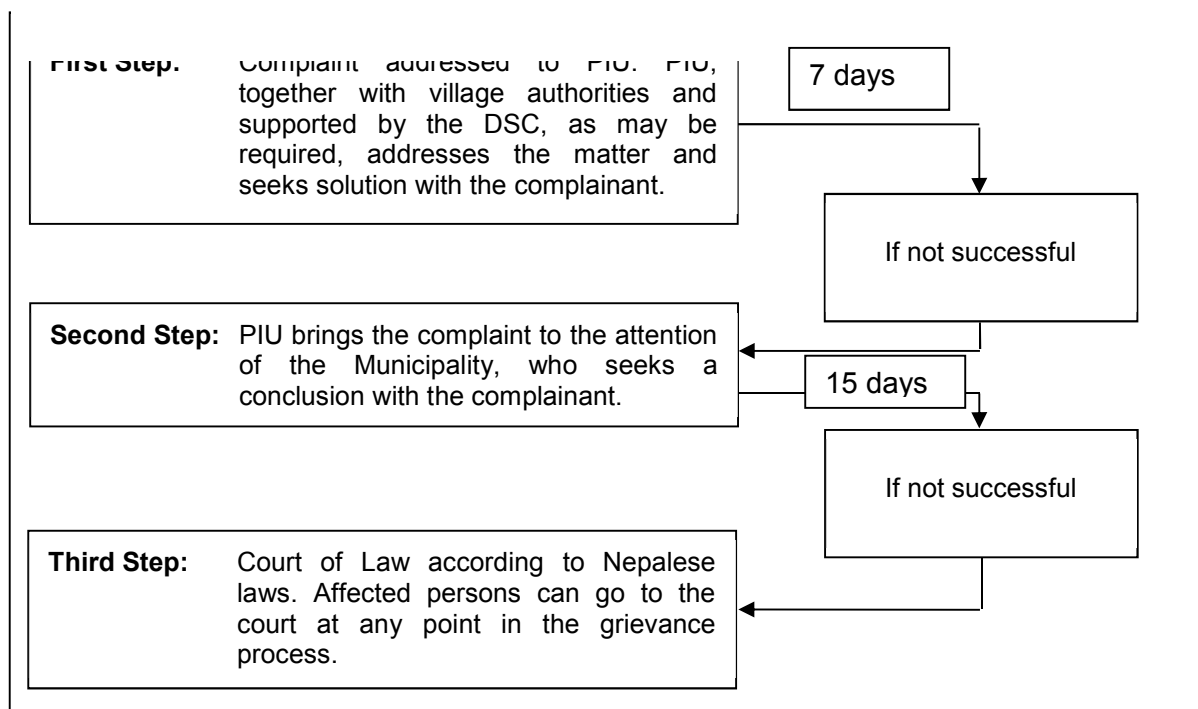 First Step: Complaint addressed to PIU. PIU,
together with village authorities and
supported by the DSC, as may be
required, addresses the matter and
seeks solution with the complainant.
7 days
If not successful
Second Step: PIU brings the complaint to the attention
of the Municipality, who seeks a
conclusion with the complainant.
15 days
If not successful
Third Step: Court of Law according to Nepalese
laws. Affected persons can go to the
court at any point in the grievance
process.